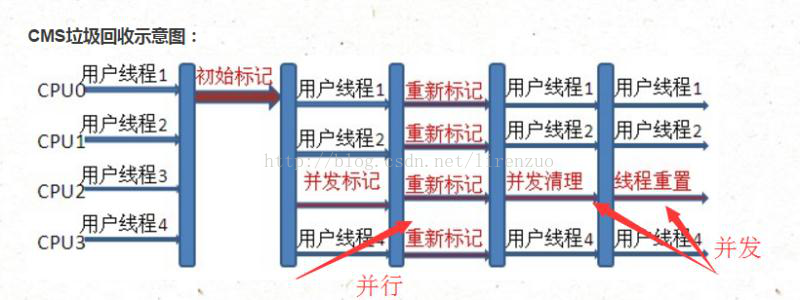 CMS垃圾回收示意图：
CPU0 用户线程1 初始标记 用户线程1 重新标记 用户线程1 用户线程1
CPU1 用户线程2 用户线程2 重新标记 用户线程2 用户线程2
http://blog.csdn.net/lirenzuo
CPU2 用户线程3 并发标记 重新标记 并发清理 线程重置
CPU3 用户线程4 用户线程4 重新标记 用户线程4 用户线程4
并行
并发